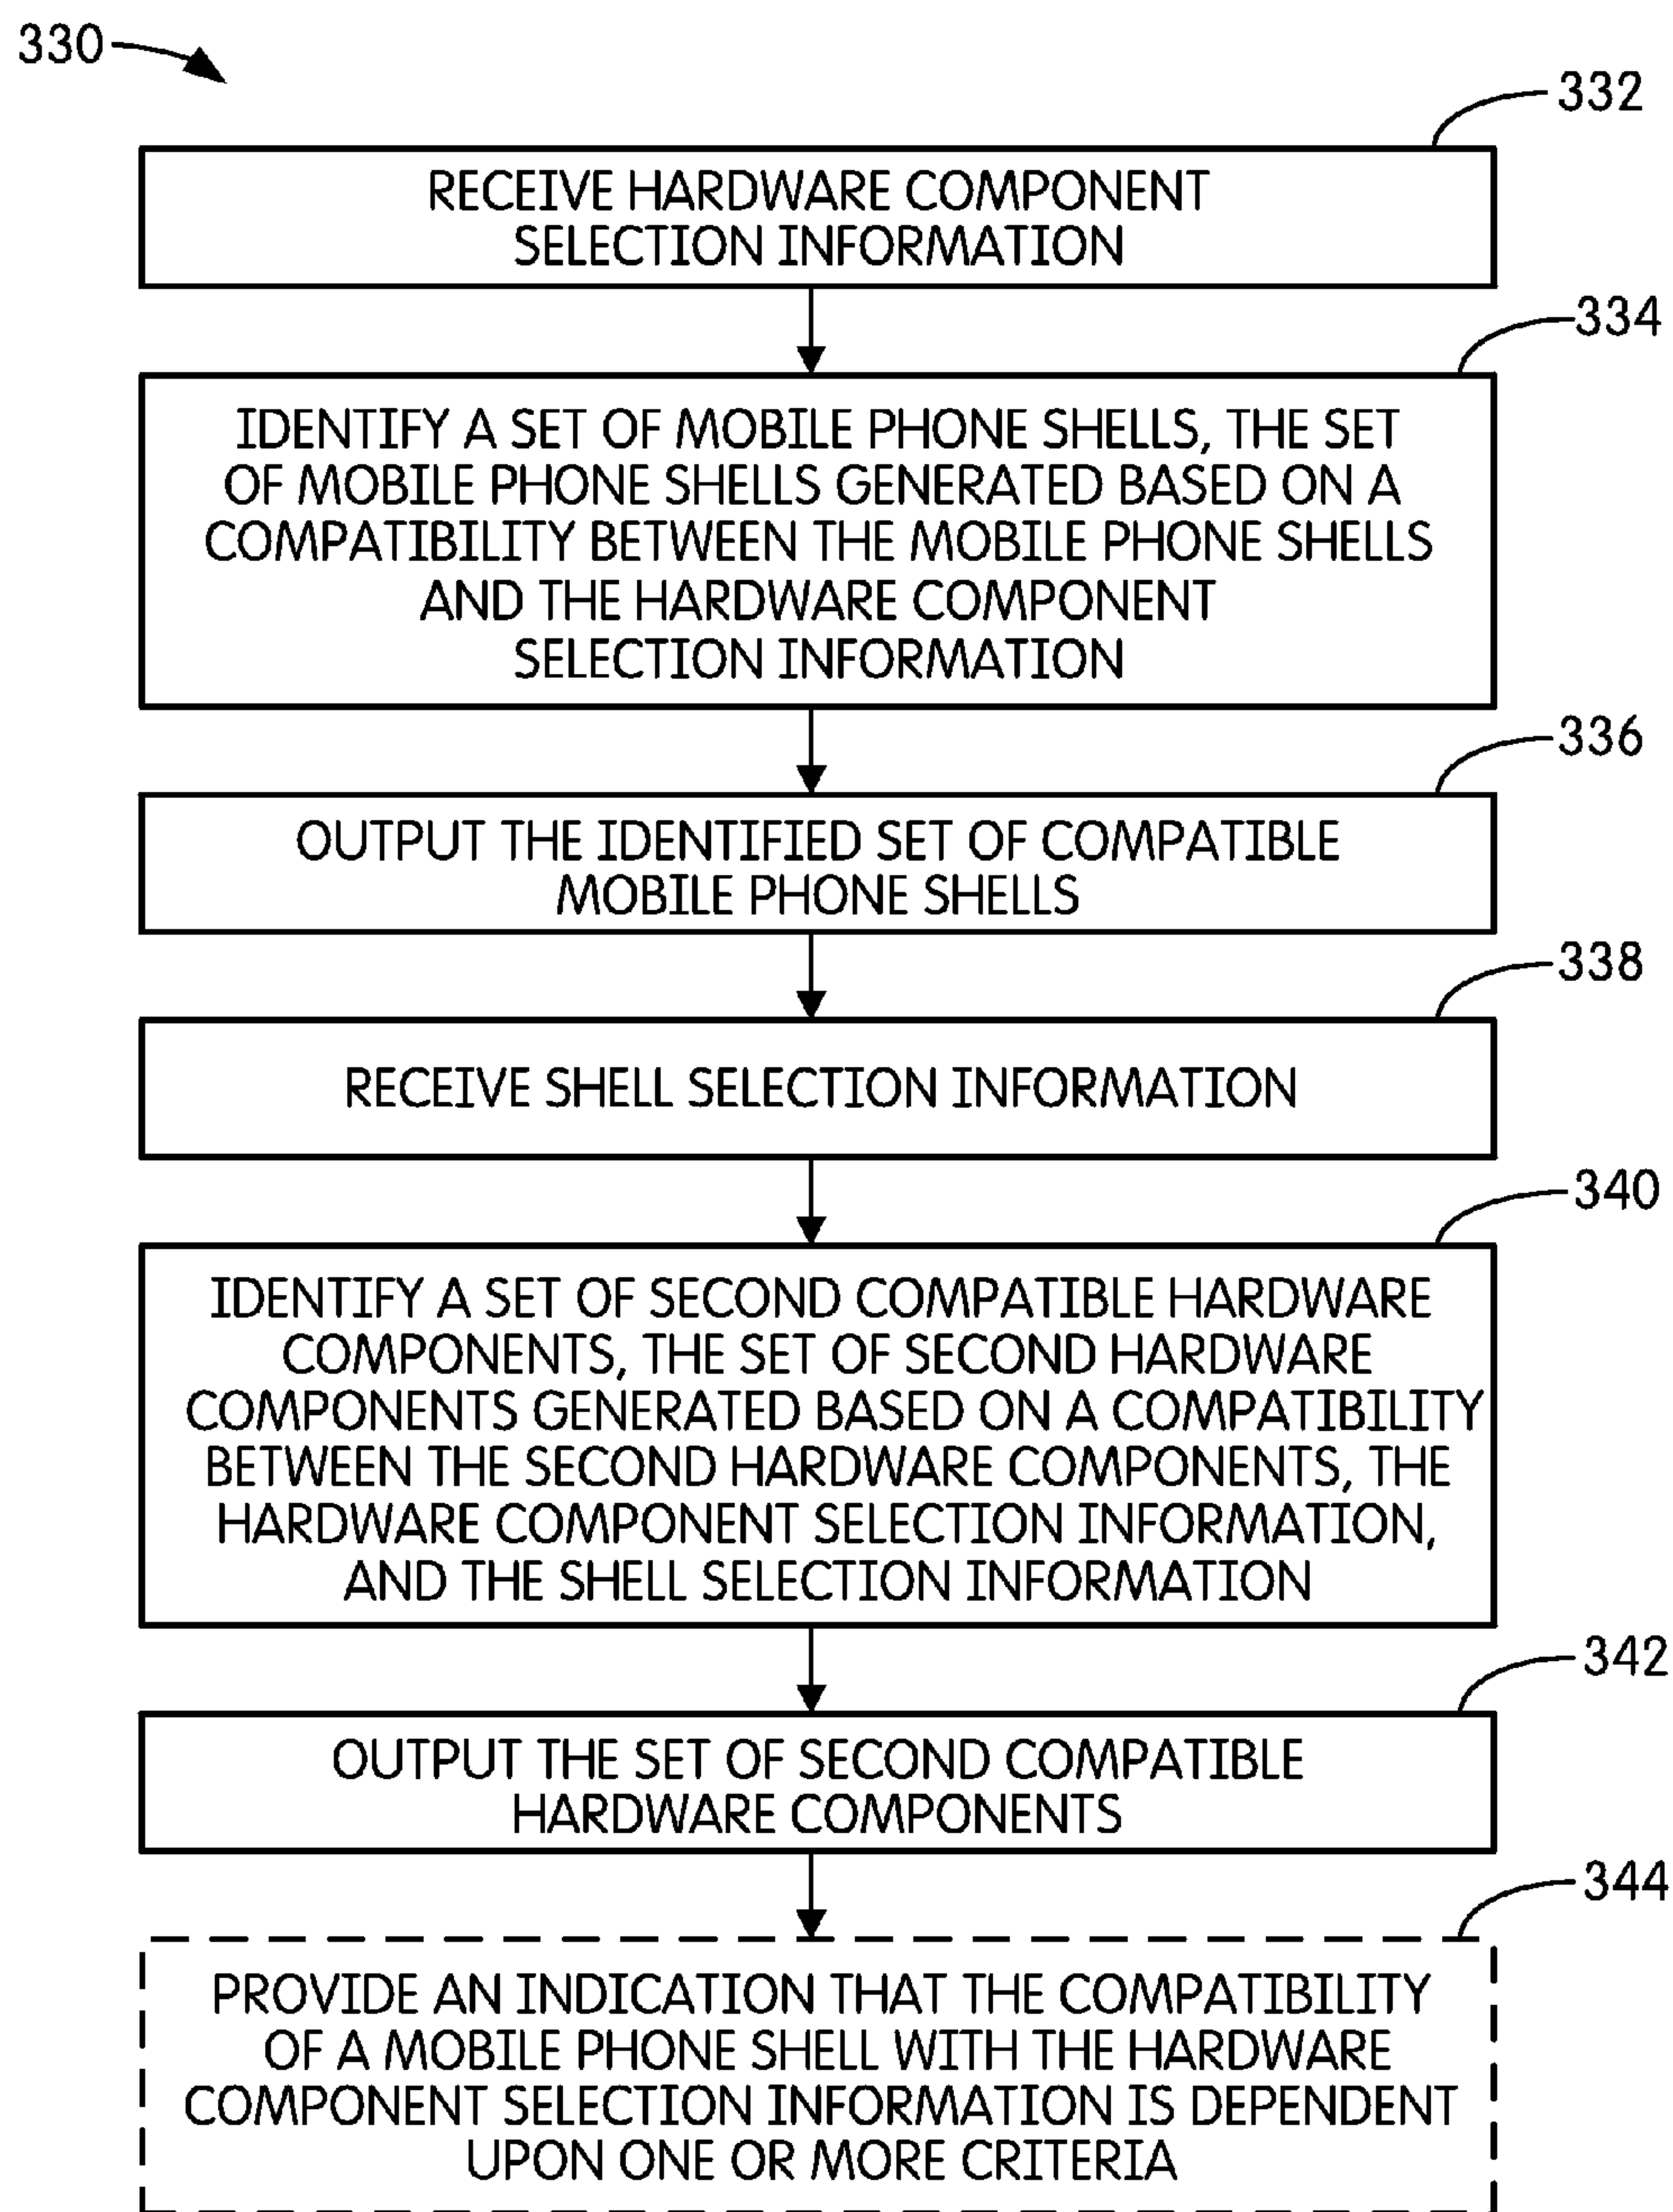 330
332
RECEIVE HARDWARE COMPONENT
SELECTION INFORMATION
334
IDENTIFY A SET OF MOBILE PHONE SHELLS, THE SET
OF MOBILE PHONE SHELLS GENERATED BASED ON A
COMPATIBILITY BETWEEN THE MOBILE PHONE SHELLS
AND THE HARDWARE COMPONENT
SELECTION INFORMATION
336
OUTPUT THE IDENTIFIED SET OF COMPATIBLE
MOBILE PHONE SHELLS
338
RECEIVE SHELL SELECTION INFORMATION
340
IDENTIFY A SET OF SECOND COMPATIBLE HARDWARE
COMPONENTS, THE SET OF SECOND HARDWARE
COMPONENTS GENERATED BASED ON A COMPATIBILITY
BETWEEN THE SECOND HARDWARE COMPONENTS, THE
HARDWARE COMPONENT SELECTION INFORMATION,
AND THE SHELL SELECTION INFORMATION
342
OUTPUT THE SET OF SECOND COMPATIBLE
HARDWARE COMPONENTS
344
PROVIDE AN INDICATION THAT THE COMPATIBILITY
OF A MOBILE PHONE SHELL WITH THE HARDWARE
COMPONENT SELECTION INFORMATION IS DEPENDENT
UPON ONE OR MORE CRITERIA